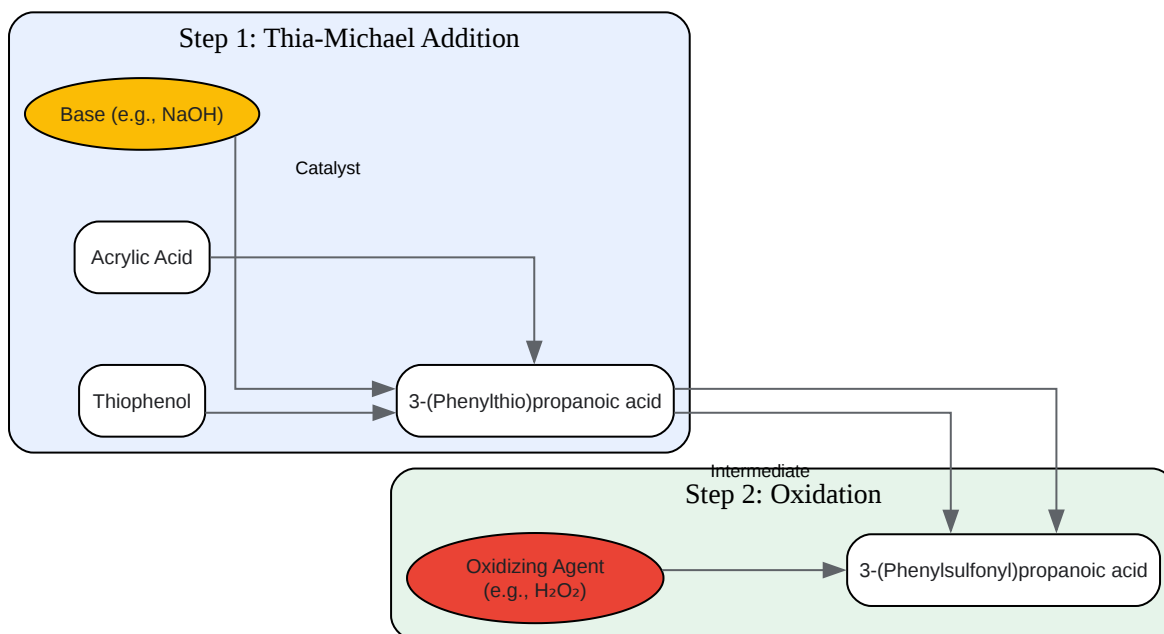 Step 1: Thia-Michael Addition
Base (e.g., NaOH)
Catalyst
Acrylic Acid
Thiophenol
3-(Phenylthio)propanoic acid
Intermediate
Step 2: Oxidation
Oxidizing Agent
(e.g., H₂O₂)
3-(Phenylsulfonyl)propanoic acid